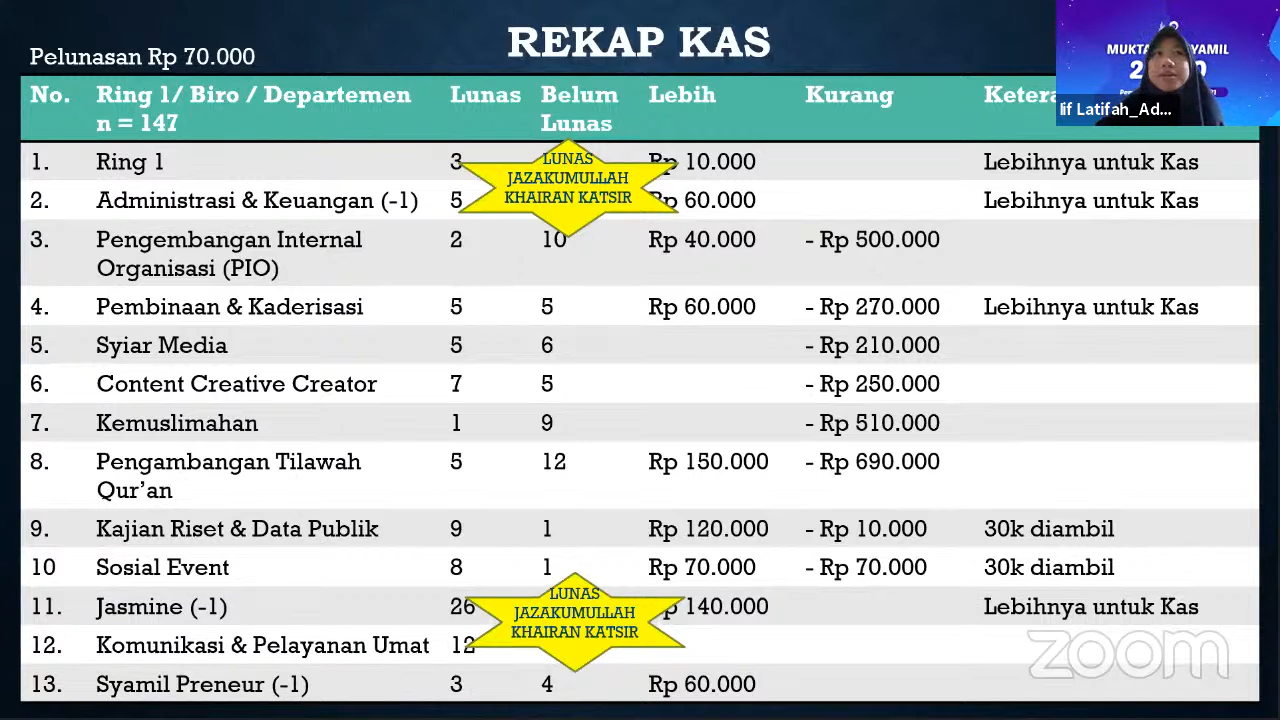 REKAP KAS
Pelunasan Rp 70.000
lif Latifah_Ad...
No. Ring 1/ Biro / Departemen Lunas Belum Lebih Kurang
n = 147 Lunas
1. Ring 1 3 Rp 10.000 Lebihnya untuk Kas
2. Administrasi & Keuangan (-1) 5 Rp 60.000 Lebihnya untuk Kas
LUNAS
JAZAKUMULLAH
KHAIRAN KATSIR
3. Pengembangan Internal 2 10 Rp 40.000 - Rp 500.000
Organisasi (PIO)
4. Pembinaan & Kaderisasi 5 5 Rp 60.000 - Rp 270.000 Lebihnya untuk Kas
5. Syiar Media 5 6 - Rp 210.000
6. Content Creative Creator 7 5 - Rp 250.000
7. Kemuslimahan 1 9 - Rp 510.000
8. Pengambangan Tilawah 5 12 Rp 150.000 - Rp 690.000
Qur’an
9. Kajian Riset & Data Publik 9 1 Rp 120.000 - Rp 10.000 30k diambil
10 Sosial Event 8 1 Rp 70.000 - Rp 70.000 30k diambil
11. Jasmine (-1) 26 Rp 140.000 Lebihnya untuk Kas
LUNAS
JAZAKUMULLAH
KHAIRAN KATSIR
12. Komunikasi & Pelayanan Umat 12
13. Syamil Preneur (-1) 3 4 Rp 60.000
zoom